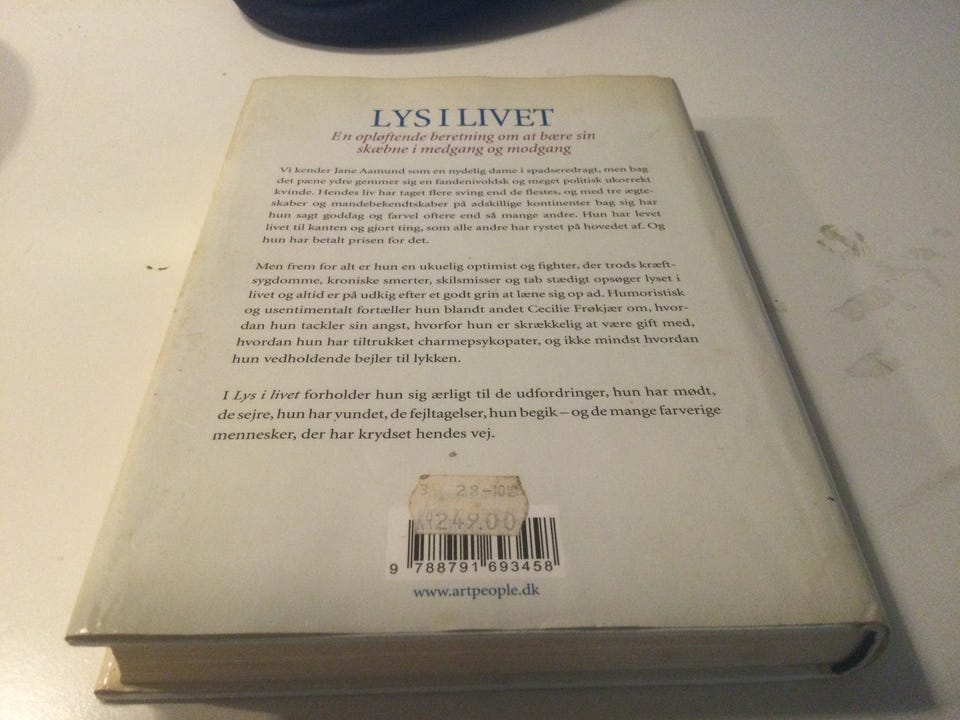 LYS I LIVET
En opløftende beretning om at bære sin
skæbne i medgang og modgang
Vi kender Jane Aamund som en nydelig dame i spadseredragt, men bag
det pæne ydre gemmer sig en fandenivoldsk og meget politisk ukorrekt
kvinde. Hendes liv har taget flere sving end de flestes, og med tre ægte-
skaber og mandebekendtskaber på adskillige kontinenter bag sig har
hun sagt goddag og farvel oftere end så mange andre. Hun har levet
livet til kanten og gjort ting, som alle andre har rystet på hovedet af. Og
hun har betalt prisen for det.
Men frem for alt er hun en ukuelig optimist og fighter, der trods kræft-
sygdomme, kroniske smerter, skilsmisser og tab stædigt opsøger lyset i
livet og altid er på udkig efter et godt grin at læne sig op ad. Humoristisk
og usentimentalt fortæller hun blandt andet Cecilie Frøkjær om, hvor-
dan hun tackler sin angst, hvorfor hun er skrækkelig at være gift med,
hvordan hun har tiltrukket charmepsykopater, og ikke mindst hvordan
hun vedholdende bejler til lykken.
I Lys i livet forholder hun sig ærligt til de udfordringer, hun har mødt,
de sejre, hun har vundet, de fejltagelser, hun begik – og de mange farverige
mennesker, der har krydset hendes vej.
249.00
9 788791 693458
www.artpeople.dk